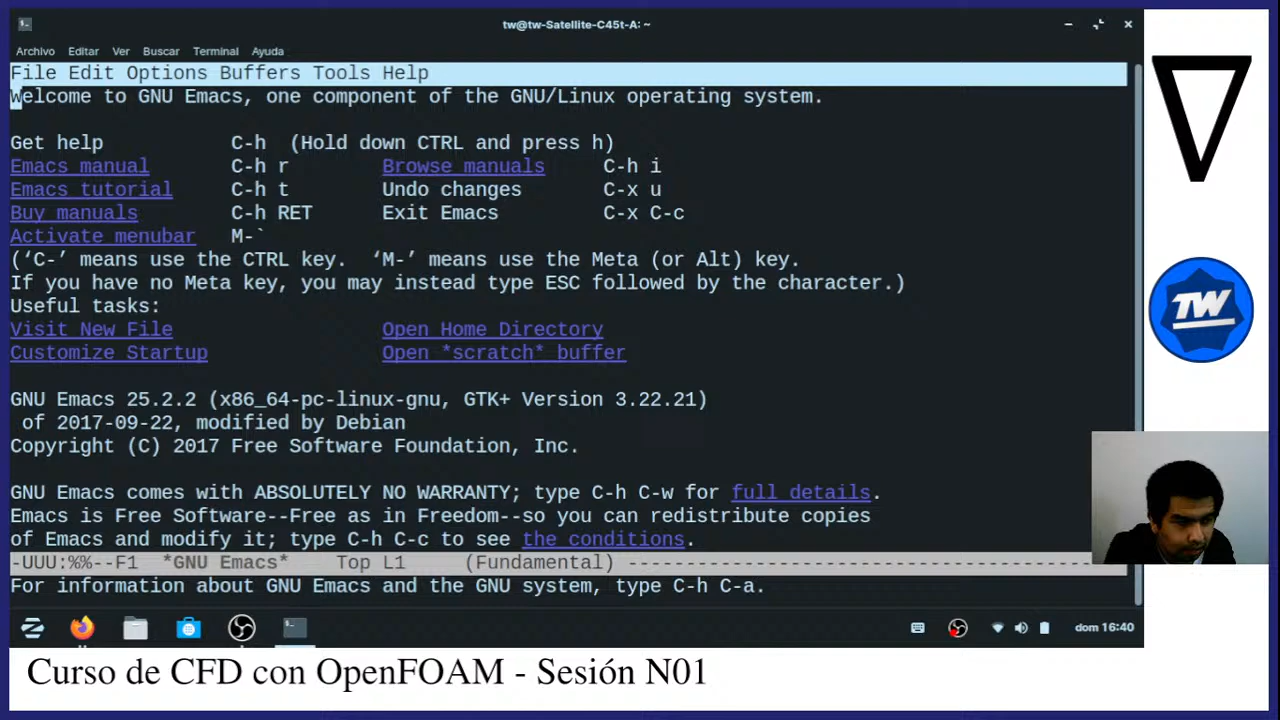 tw@tw-Satellite-C45t-A: ~
Archivo Editar Ver Buscar Terminal Ayuda
File Edit Options Buffers Tools Help
Welcome to GNU Emacs, one component of the GNU/Linux operating system.
Get help C-h (Hold down CTRL and press h)
Emacs manual C-h r Browse manuals C-h i
Emacs tutorial C-h t Undo changes C-x u
Buy manuals C-h RET Exit Emacs C-x C-c
Activate menubar M-`
(‘C-’ means use the CTRL key. ‘M-’ means use the Meta (or Alt) key.
If you have no Meta key, you may instead type ESC followed by the character.)
Useful tasks:
Visit New File Open Home Directory
Customize Startup Open *scratch* buffer
GNU Emacs 25.2.2 (x86_64-pc-linux-gnu, GTK+ Version 3.22.21)
of 2017-09-22, modified by Debian
Copyright (C) 2017 Free Software Foundation, Inc.
GNU Emacs comes with ABSOLUTELY NO WARRANTY; type C-h C-w for full details.
Emacs is Free Software--Free as in Freedom--so you can redistribute copies
of Emacs and modify it; type C-h C-c to see the conditions.
-UUU:%%--F1 *GNU Emacs* Top L1 (Fundamental) ----------------------------------------
For information about GNU Emacs and the GNU system, type C-h C-a.
dom 16:40
TW
Curso de CFD con OpenFOAM - Sesión N01